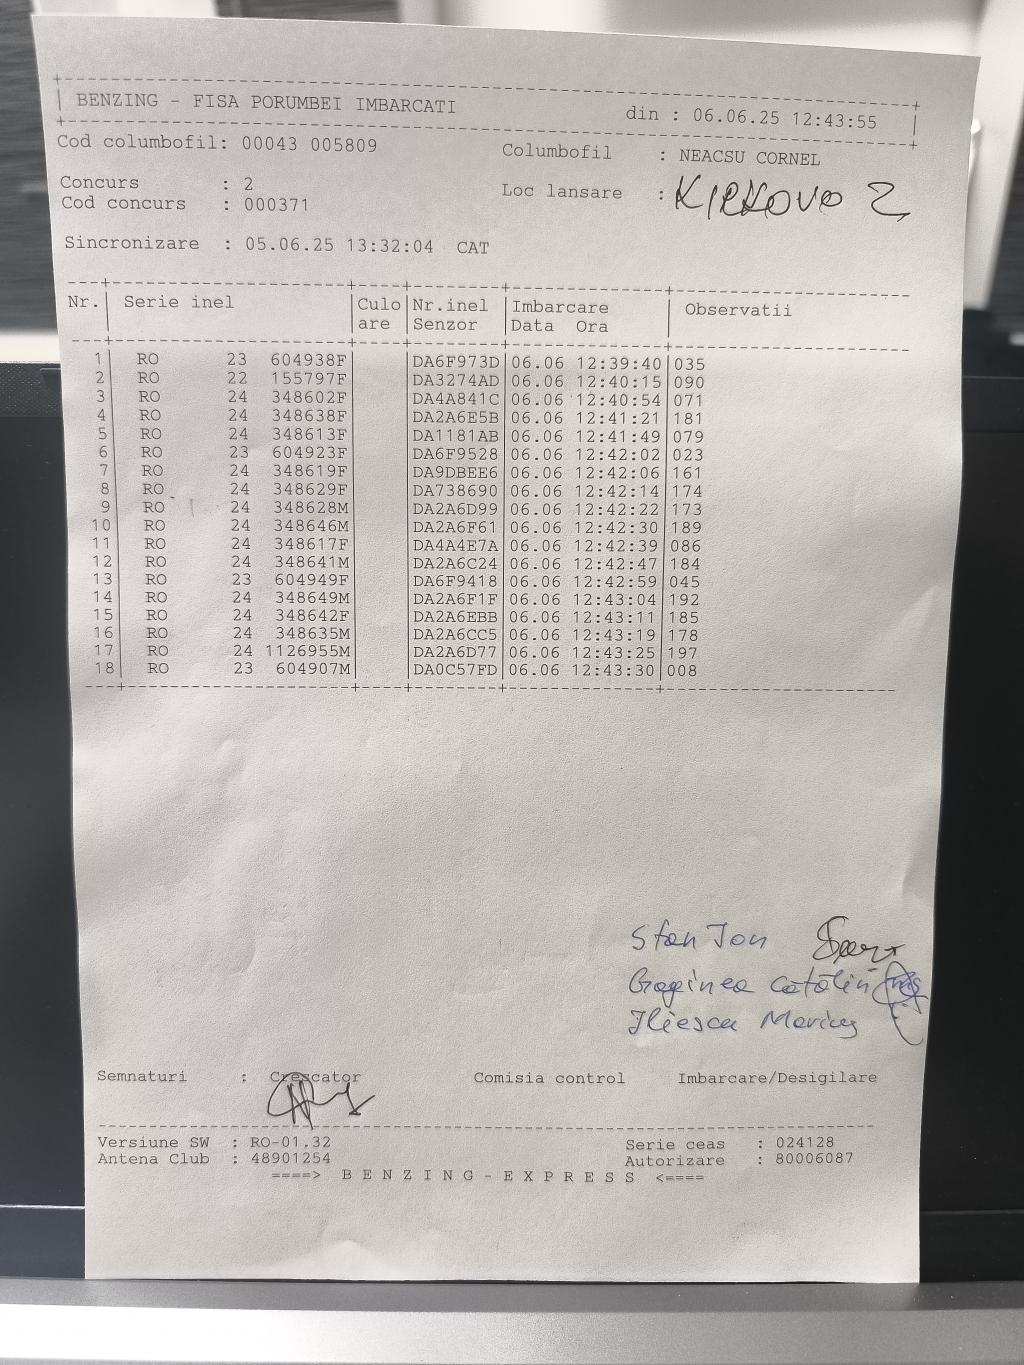 BENZING - FISA PORUMBEI IMBARCATI din : 06.06.25 12:43:55
Cod columbofil: 00043 005809 Columbofil : NEACSU CORNEL
Concurs : 2 Loc lansare : KIRKOVO 2
Cod concurs : 000371
Sincronizare : 05.06.25 13:32:04 CAT
Nr. Serie inel Culo Nr.inel Imbarcare Observatii
are Senzor Data Ora
1 RO 23 604938F DA6F973D 06.06 12:39:40 035
2 RO 22 155797F DA3274AD 06.06 12:40:15 090
3 RO 24 348602F DA4A841C 06.06 12:40:54 071
4 RO 24 348638F DA2A6E5B 06.06 12:41:21 181
5 RO 24 348613F DA1181AB 06.06 12:41:49 079
6 RO 23 604923F DA6F9528 06.06 12:42:02 023
7 RO 24 348619F DA9DBEE6 06.06 12:42:06 161
8 RO 24 348629F DA738690 06.06 12:42:14 174
9 RO 24 348628M DA2A6D99 06.06 12:42:22 173
10 RO 24 348646M DA2A6F61 06.06 12:42:30 189
11 RO 24 348617F DA4A4E7A 06.06 12:42:39 086
12 RO 24 348641M DA2A6C24 06.06 12:42:47 184
13 RO 23 604949F DA6F9418 06.06 12:42:59 045
14 RO 24 348649M DA2A6F1F 06.06 12:43:04 192
15 RO 24 348642F DA2A6EBB 06.06 12:43:11 185
16 RO 24 348635M DA2A6CC5 06.06 12:43:19 178
17 RO 24 1126955M DA2A6D77 06.06 12:43:25 197
18 RO 23 604907M DA0C57FD 06.06 12:43:30 008
Stan Ion
Goginea Cătălin
Iliescu Marius
Semnaturi : Crescator Comisia control Imbarcare/Desigilare
Versiune SW : RO-01.32 Serie ceas : 024128
Antena Club : 48901254 Autorizare : 80006087
====> B E N Z I N G - E X P R E S S <====